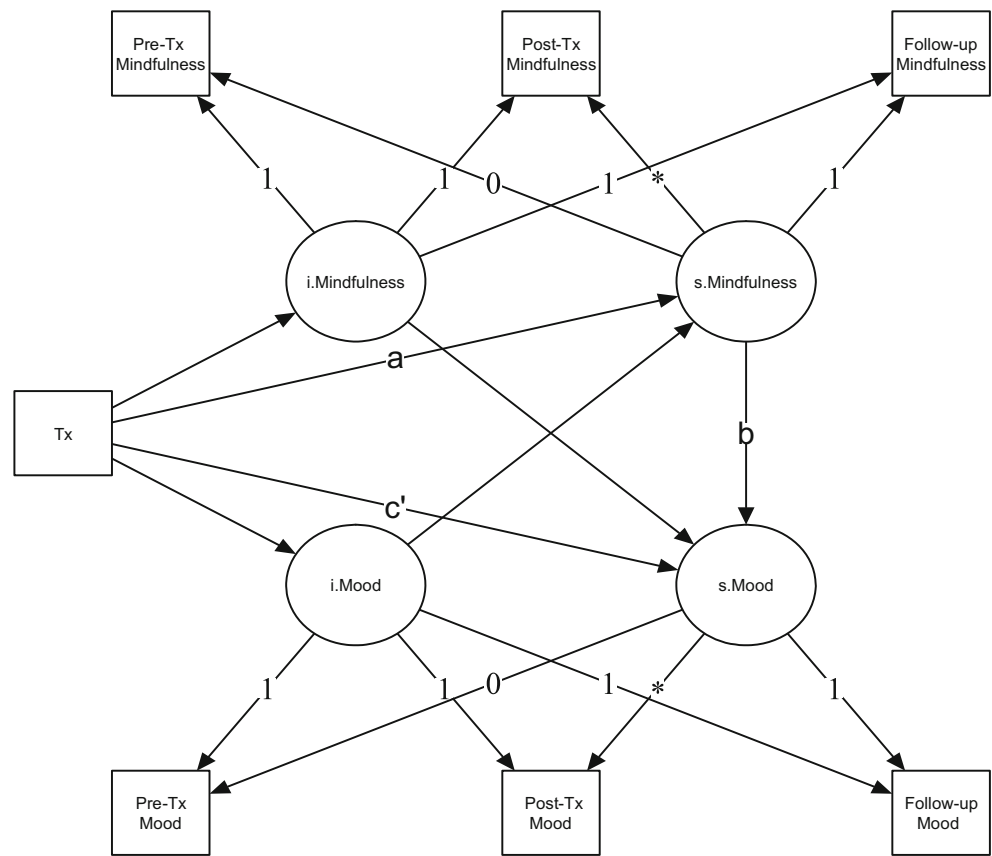 Pre-Tx
Mindfulness
Post-Tx
Mindfulness
Follow-up
Mindfulness
1
1
0
1
*
1
i.Mindfulness
s.Mindfulness
a
Tx
b
c'
i.Mood
s.Mood
1
1
0
1
*
1
Pre-Tx
Mood
Post-Tx
Mood
Follow-up
Mood